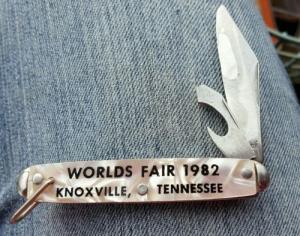 WORLDS FAIR 1982
KNOXVILLE, TENNESSEE